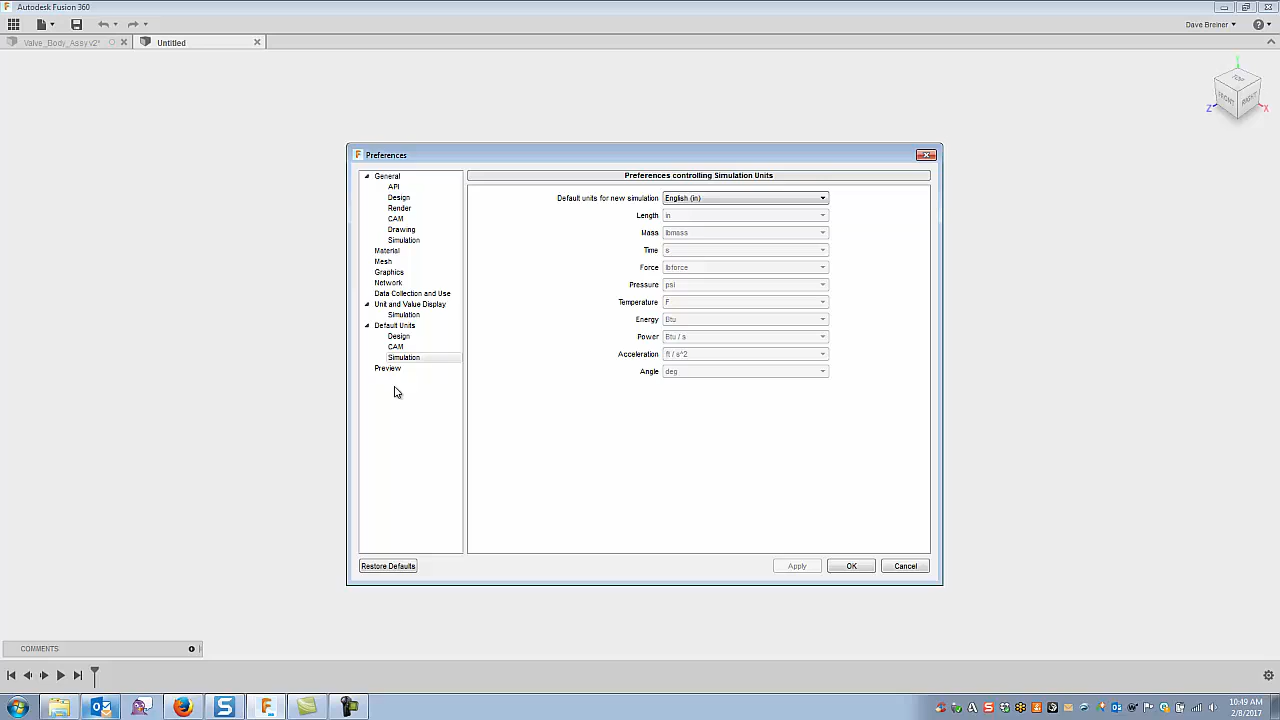 Autodesk Fusion 360
Dave Breiner
Valve_Body_Assy.v2*
Untitled
TOP
FRONT
RIGHT
Y
Z
X
Preferences
General
API
Design
Render
CAM
Drawing
Simulation
Material
Mesh
Graphics
Network
Data Collection and Use
Unit and Value Display
Simulation
Default Units
Design
CAM
Simulation
Preview
Preferences controlling Simulation Units
Default units for new simulation English (in)
Length in
Mass lbmass
Time s
Force lbforce
Pressure psi
Temperature F
Energy Btu
Power Btu / s
Acceleration ft / s^2
Angle deg
Restore Defaults
Apply
OK
Cancel
COMMENTS
10:49 AM
2/8/2017